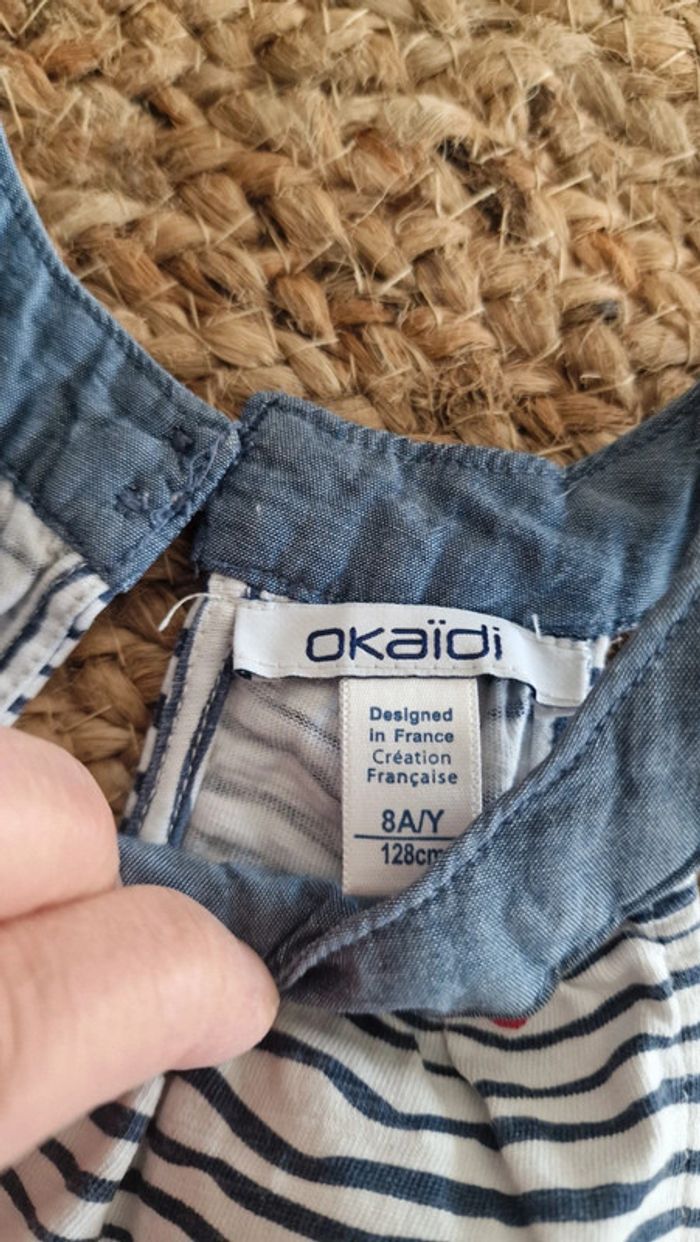 okaïdi
Designed
in France
Création
Française
8A/Y
128cm